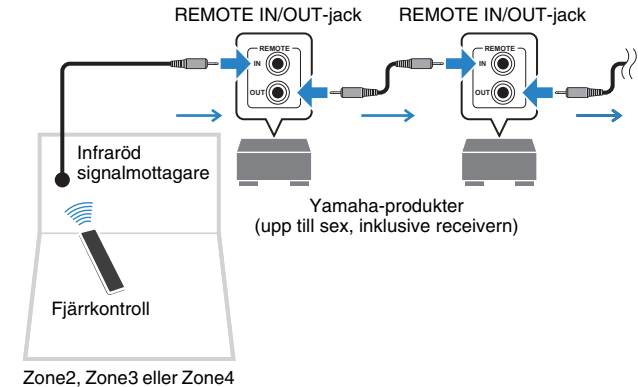 REMOTE IN/OUT-jack
REMOTE IN/OUT-jack
REMOTE
IN
OUT
REMOTE
IN
OUT
Infraröd
signalmottagare
Yamaha-produkter
(upp till sex, inklusive receivern)
Fjärrkontroll
Zone2, Zone3 eller Zone4